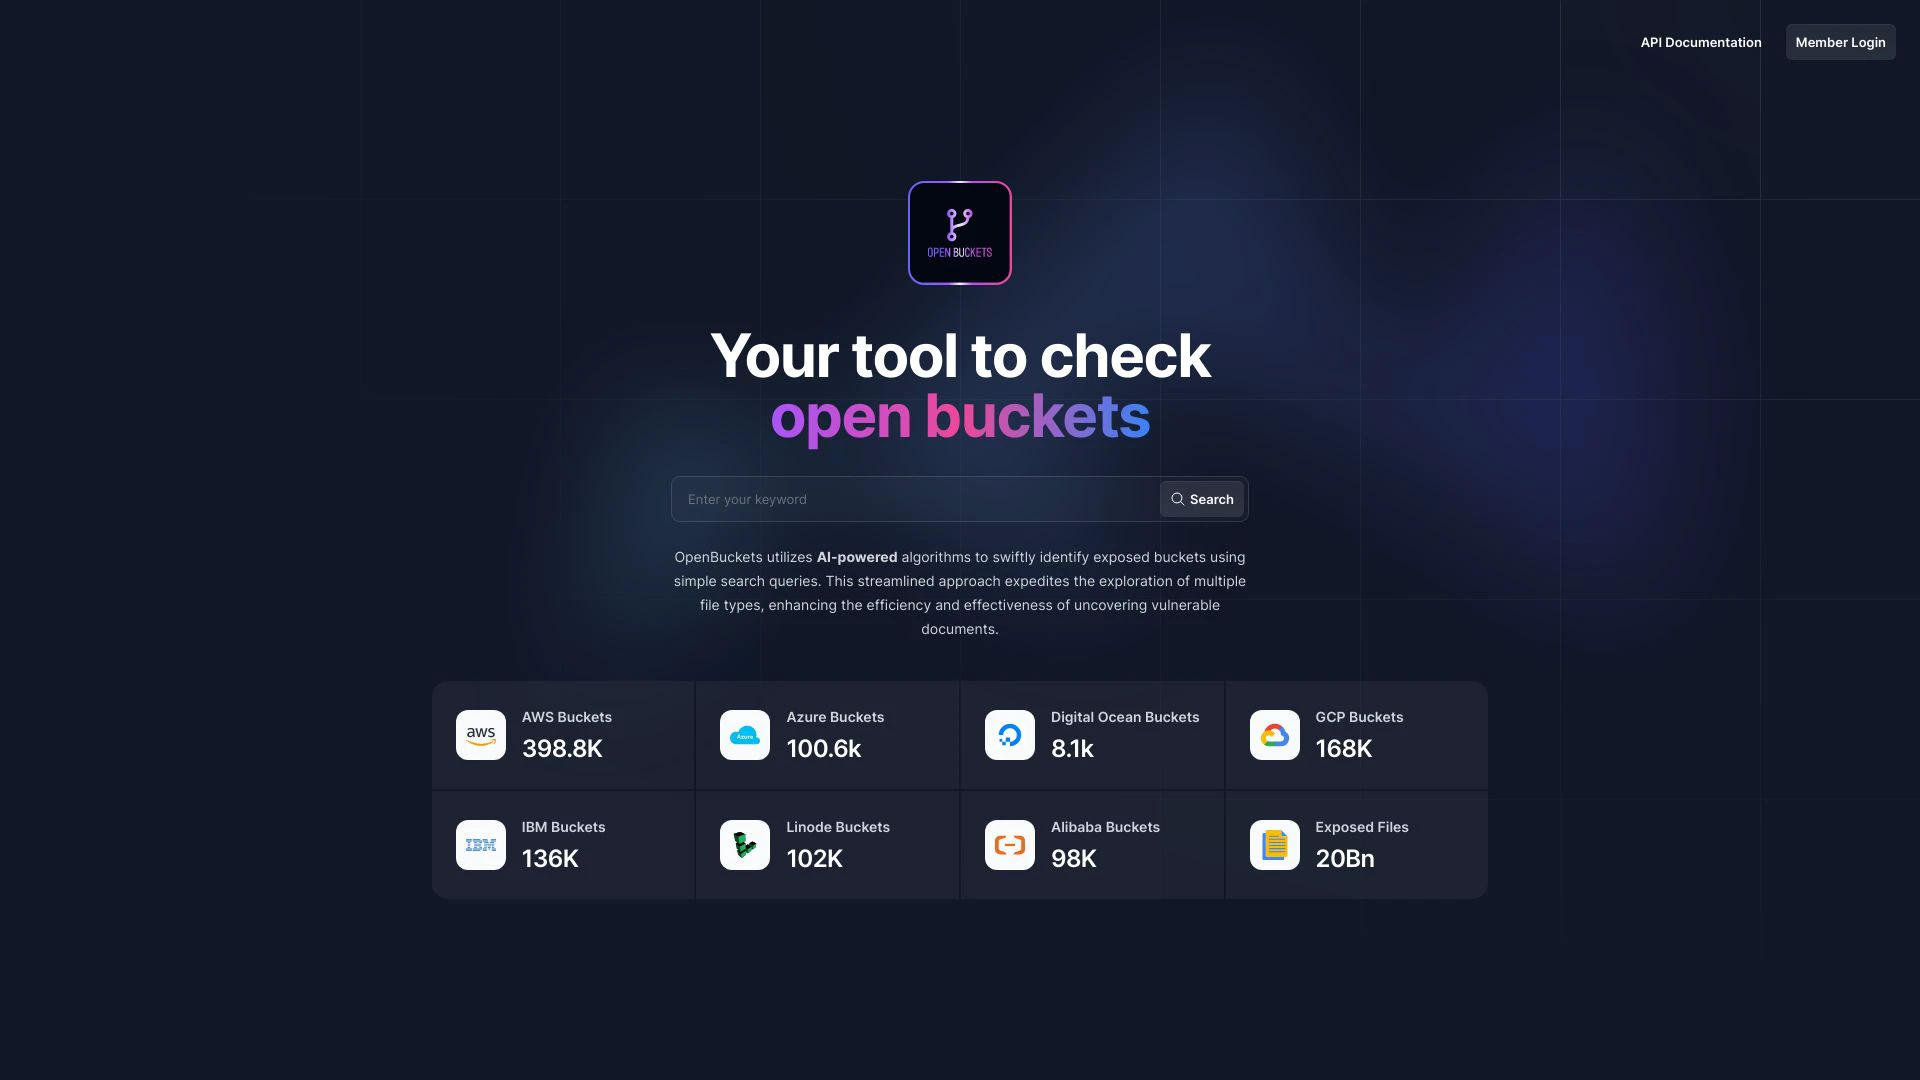 API Documentation
Member Login
OPEN BUCKETS
Your tool to check
open buckets
Enter your keyword
Search
OpenBuckets utilizes AI-powered algorithms to swiftly identify exposed buckets using
simple search queries. This streamlined approach expedites the exploration of multiple
file types, enhancing the efficiency and effectiveness of uncovering vulnerable
documents.
aws
AWS Buckets
398.8K
Azure
Azure Buckets
100.6k
Digital Ocean Buckets
8.1k
GCP Buckets
168K
IBM
IBM Buckets
136K
Linode Buckets
102K
Alibaba Buckets
98K
Exposed Files
20Bn